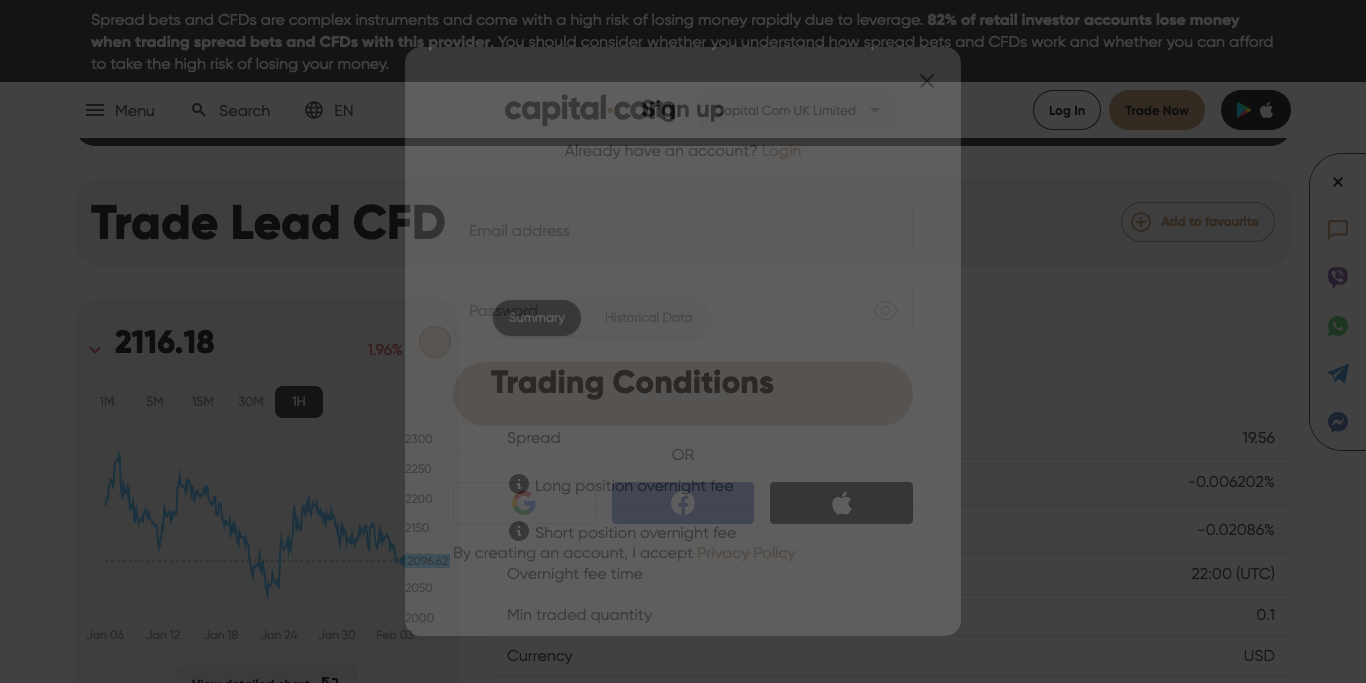 Spread bets and CFDs are complex instruments and come with a high risk of losing money rapidly due to leverage. 82% of retail investor accounts lose money
when trading spread bets and CFDs with this provider. You should consider whether you understand how spread bets and CFDs work and whether you can afford
to take the high risk of losing your money.
Menu
Search
EN
capital.com
Sign up
Capital Com UK Limited
Log In
Trade Now
Already have an account? Login
Trade Lead CFD
Add to favourite
Email address
Password
Summary
Historical Data
2116.18
1.96%
Trading Conditions
1M
5M
15M
30M
1H
2300
2250
2200
2150
2096.62
2050
2000
Jan 06
Jan 12
Jan 18
Jan 24
Jan 30
Feb 03
View detailed chart
Spread
19.56
OR
Long position overnight fee
-0.006202%
Short position overnight fee
-0.02086%
By creating an account, I accept Privacy Policy
Overnight fee time
22:00 (UTC)
Min traded quantity
0.1
Currency
USD